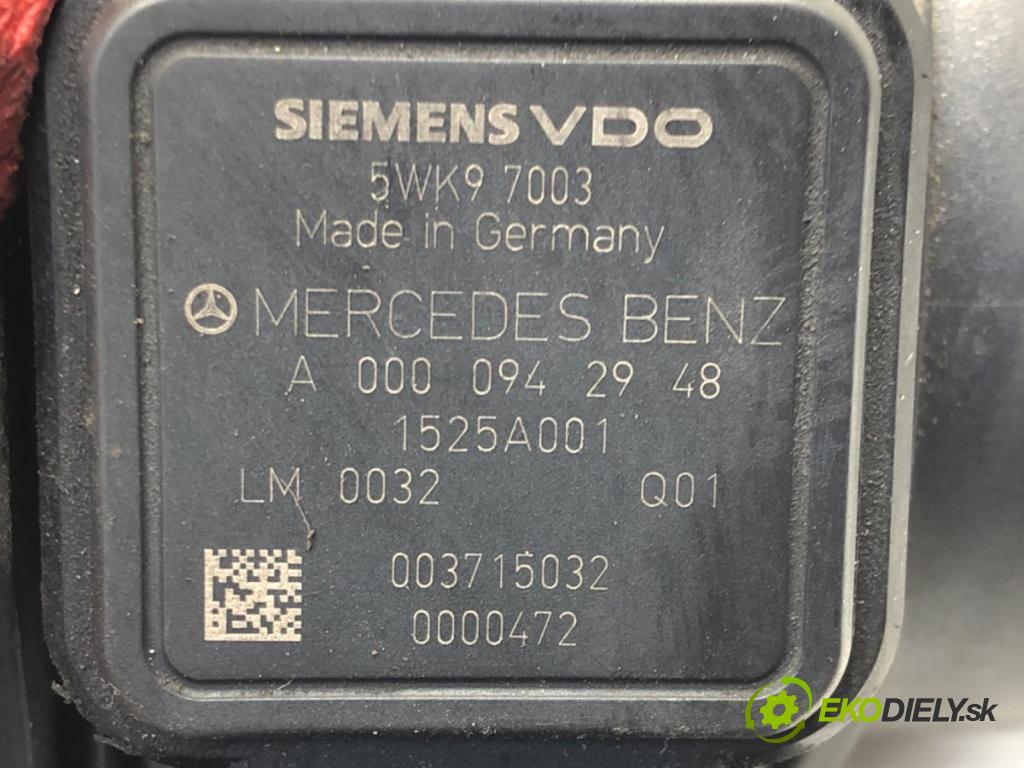 SIEMENS VDO
5WK9 7003
Made in Germany
MERCEDES BENZ
A 000 094 29 48
1525A001
LM 0032 Q01
003715032
0000472
EKODIELY.sk